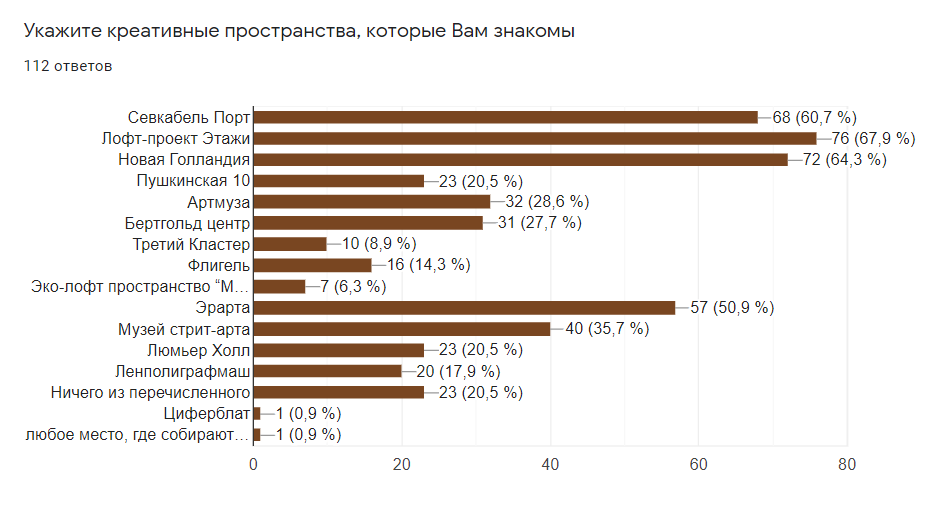 Укажите креативные пространства, которые Вам знакомы
112 ответов
Севкабель Порт 68 (60,7 %)
Лофт-проект Этажи 76 (67,9 %)
Новая Голландия 72 (64,3 %)
Пушкинская 10 23 (20,5 %)
Артмуза 32 (28,6 %)
Бертгольд центр 31 (27,7 %)
Третий Кластер 10 (8,9 %)
Флигель 16 (14,3 %)
Эко-лофт пространство “М… 7 (6,3 %)
Эрарта 57 (50,9 %)
Музей стрит-арта 40 (35,7 %)
Люмьер Холл 23 (20,5 %)
Ленполиграфмаш 20 (17,9 %)
Ничего из перечисленного 23 (20,5 %)
Циферблат 1 (0,9 %)
любое место, где собирают… 1 (0,9 %)
0 20 40 60 80